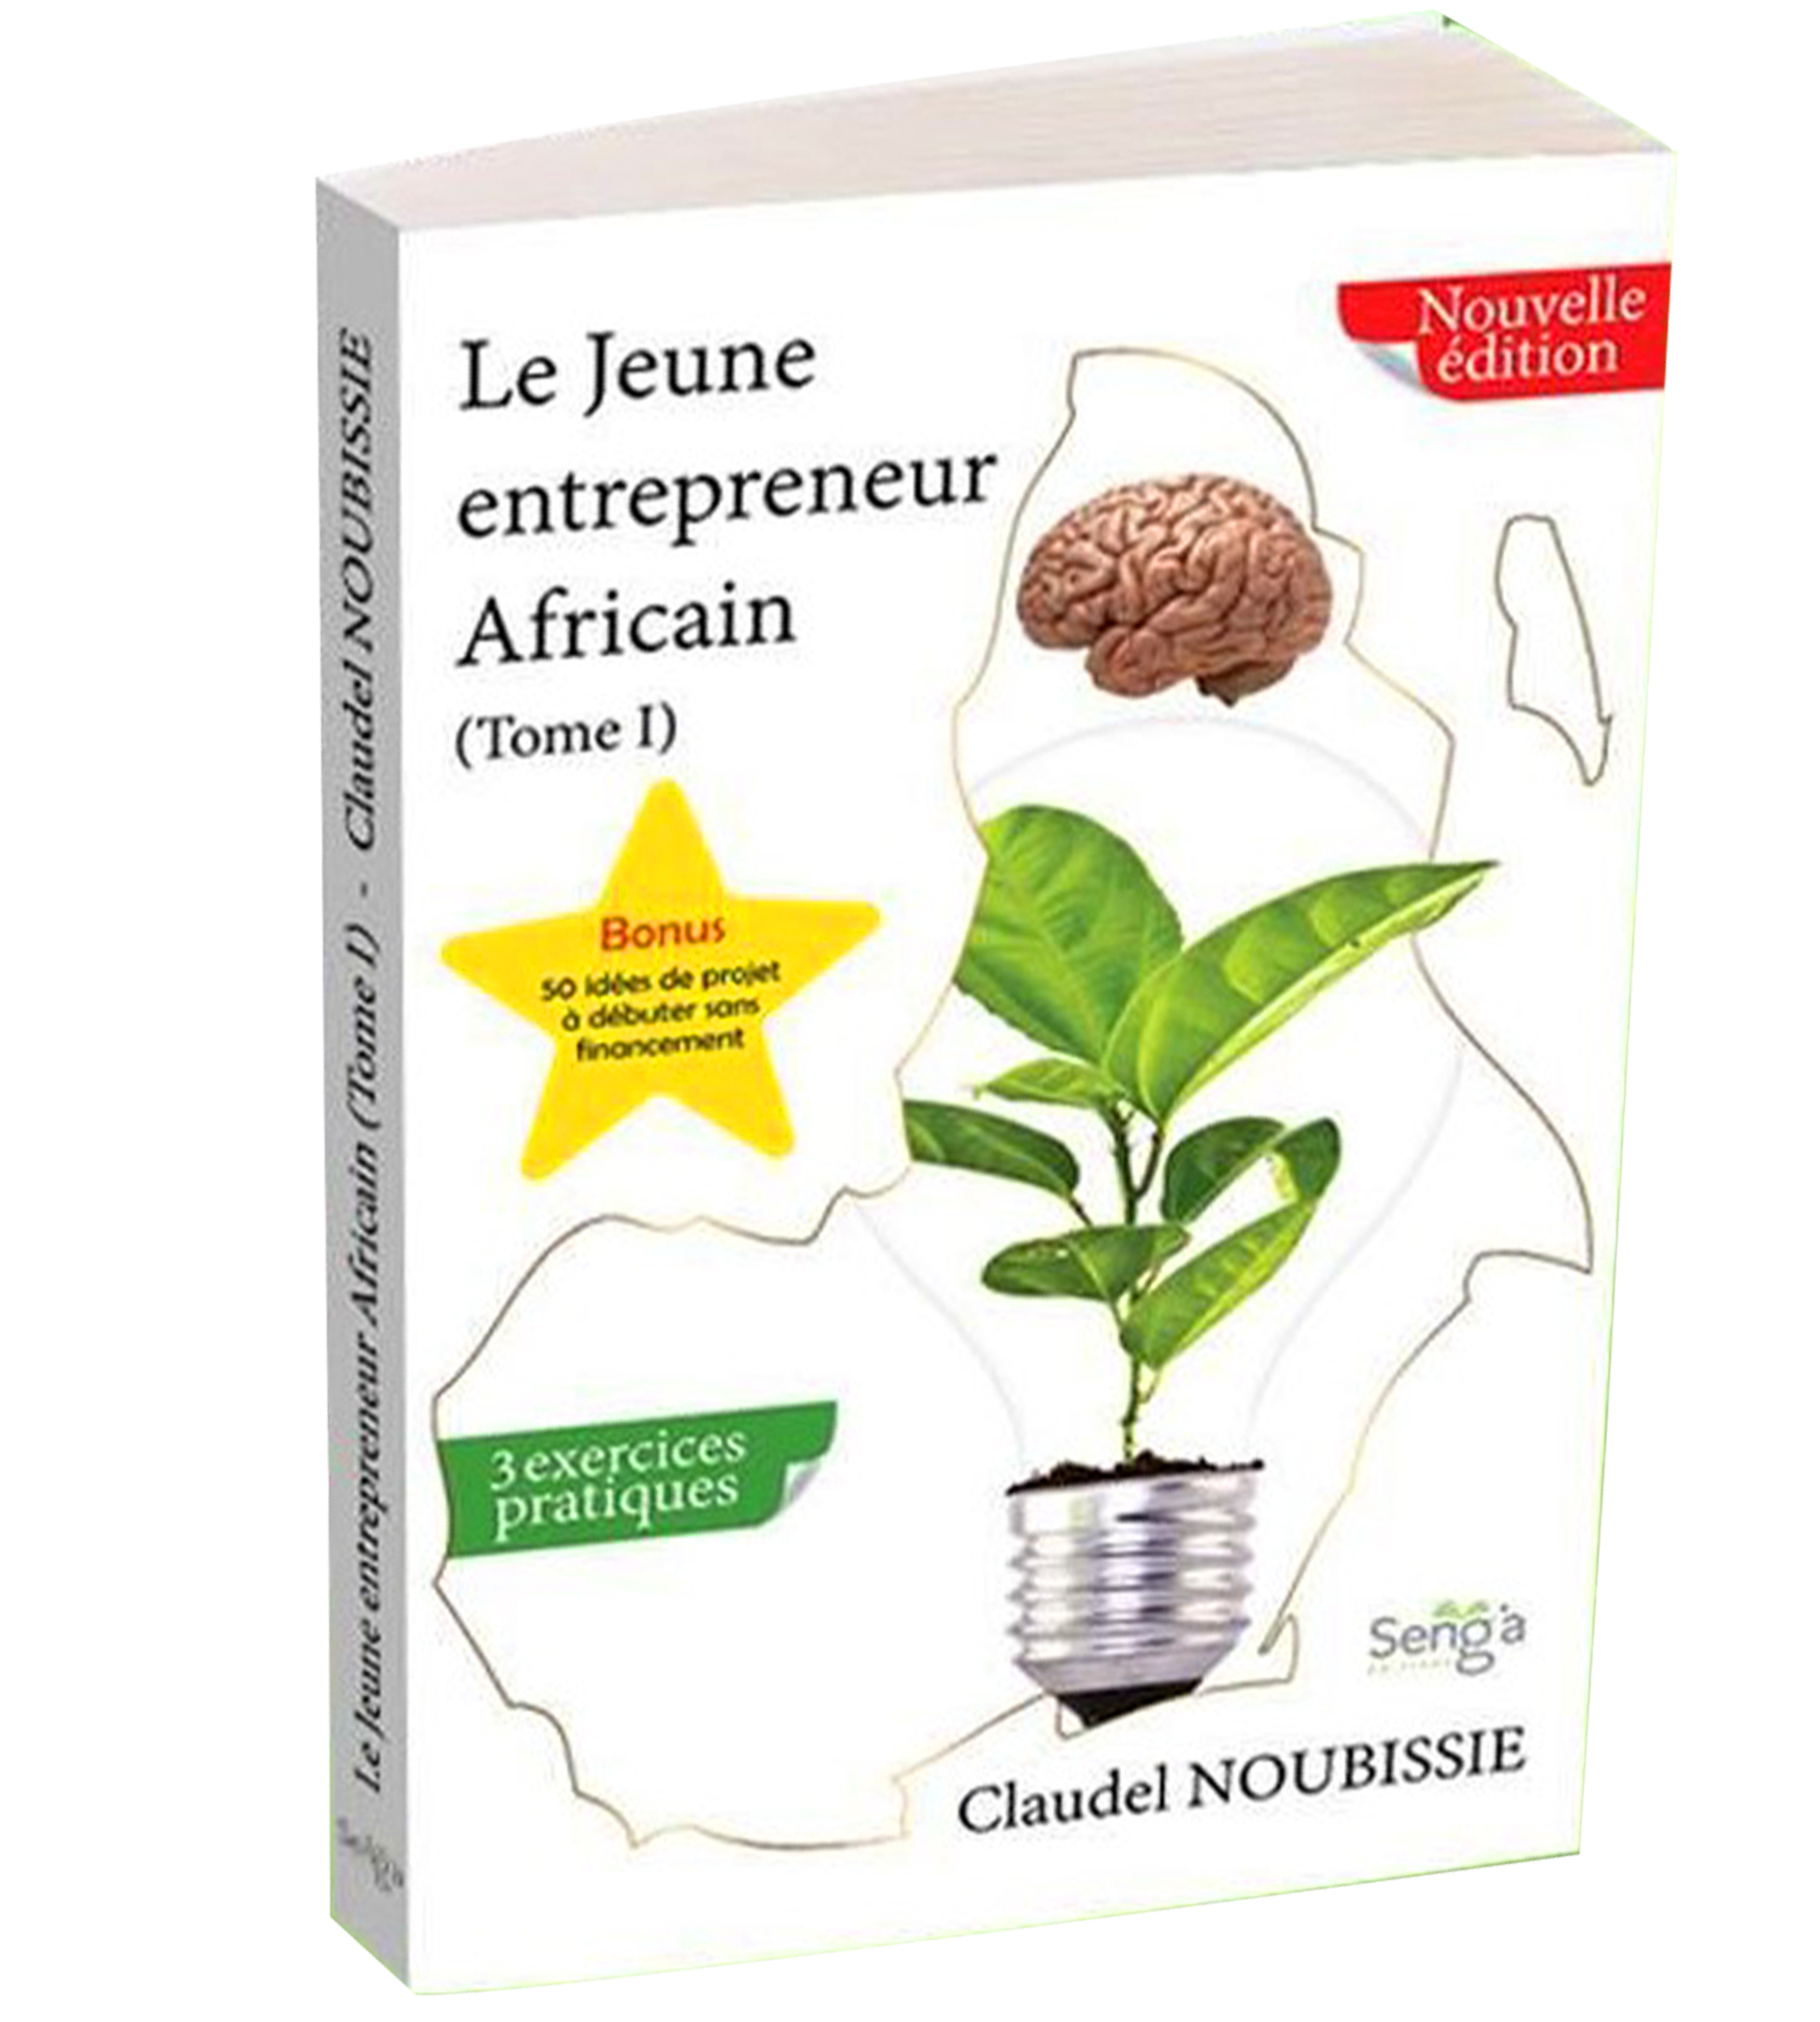 Nouvelle
édition
Le Jeune
entrepreneur
Africain
(Tome I)
Bonus
50 idées de projet
à débuter sans
financement
3 exercices
pratiques
Seng'a
Claudel NOUBISSIE
Le Jeune entrepreneur Africain (Tome I) - Claudel NOUBISSIE